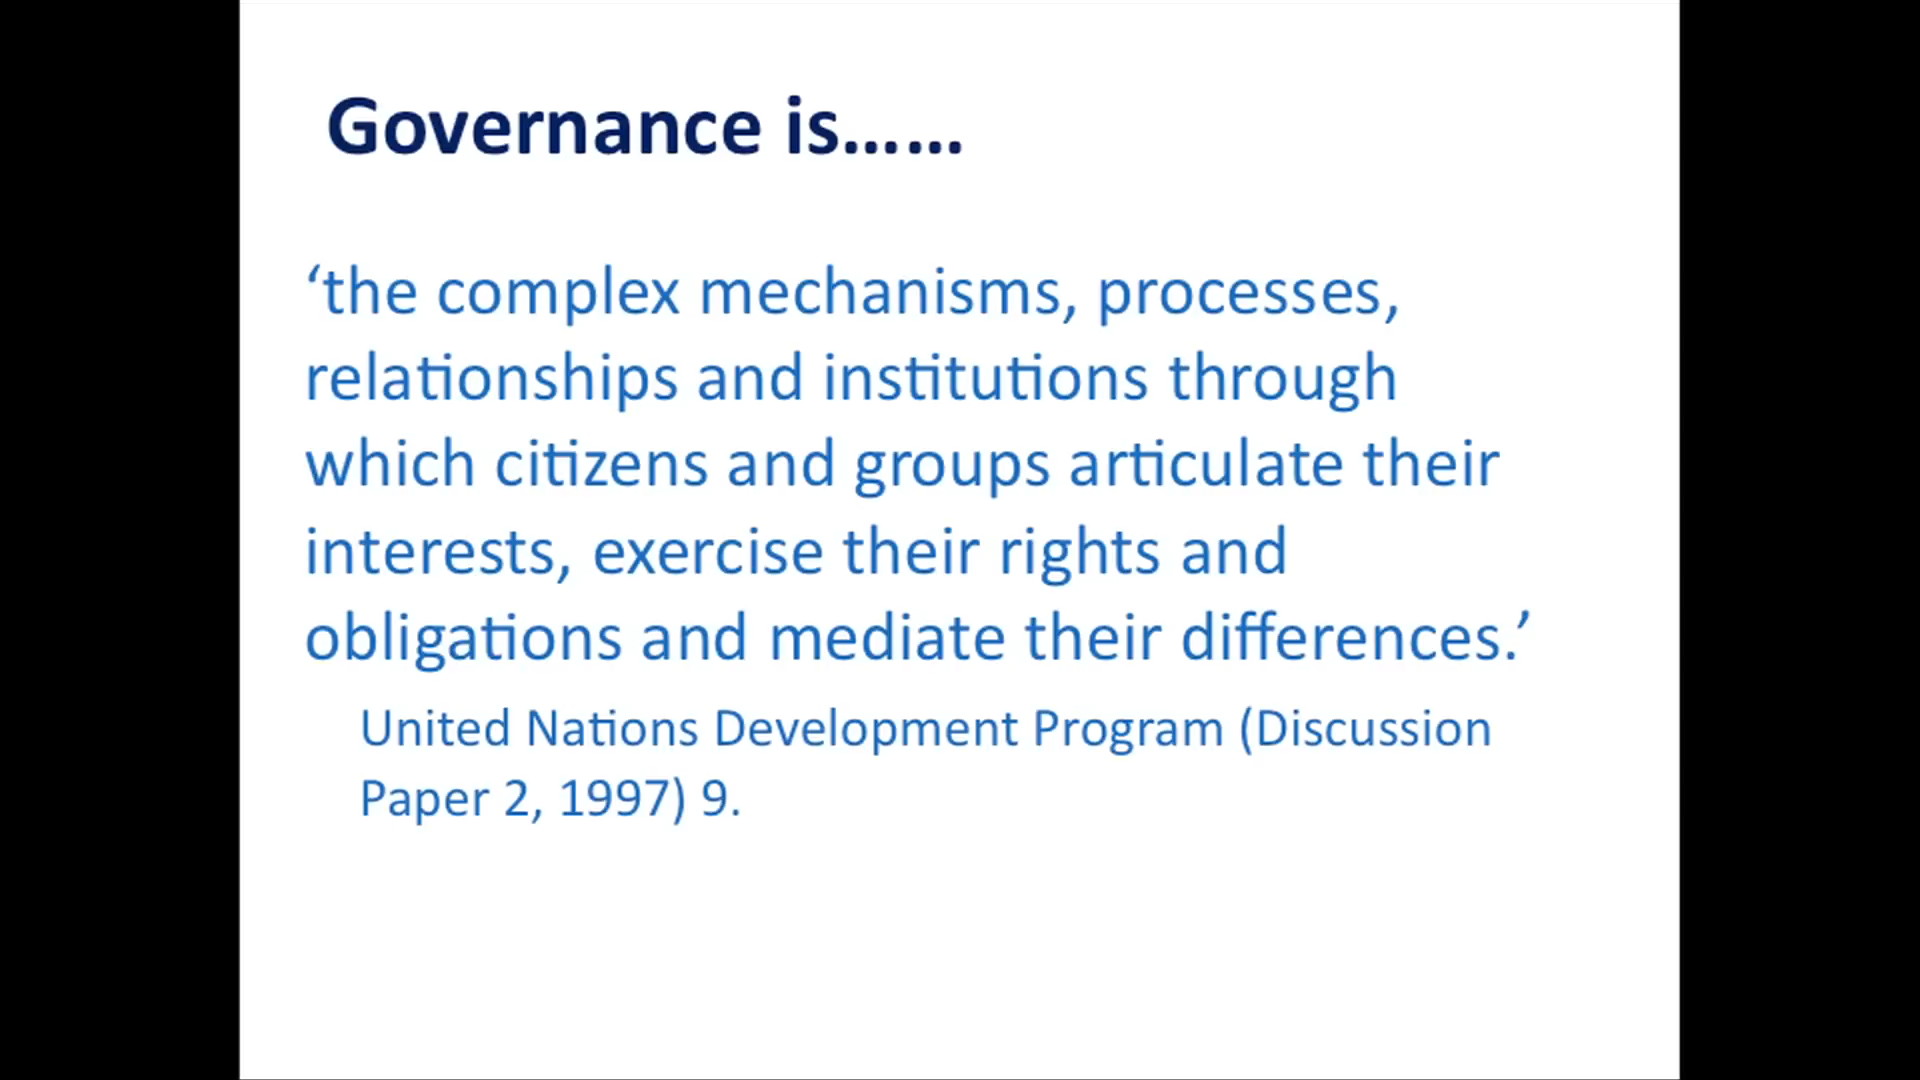 Governance is......
‘the complex mechanisms, processes,
relationships and institutions through
which citizens and groups articulate their
interests, exercise their rights and
obligations and mediate their differences.’
United Nations Development Program (Discussion
Paper 2, 1997) 9.